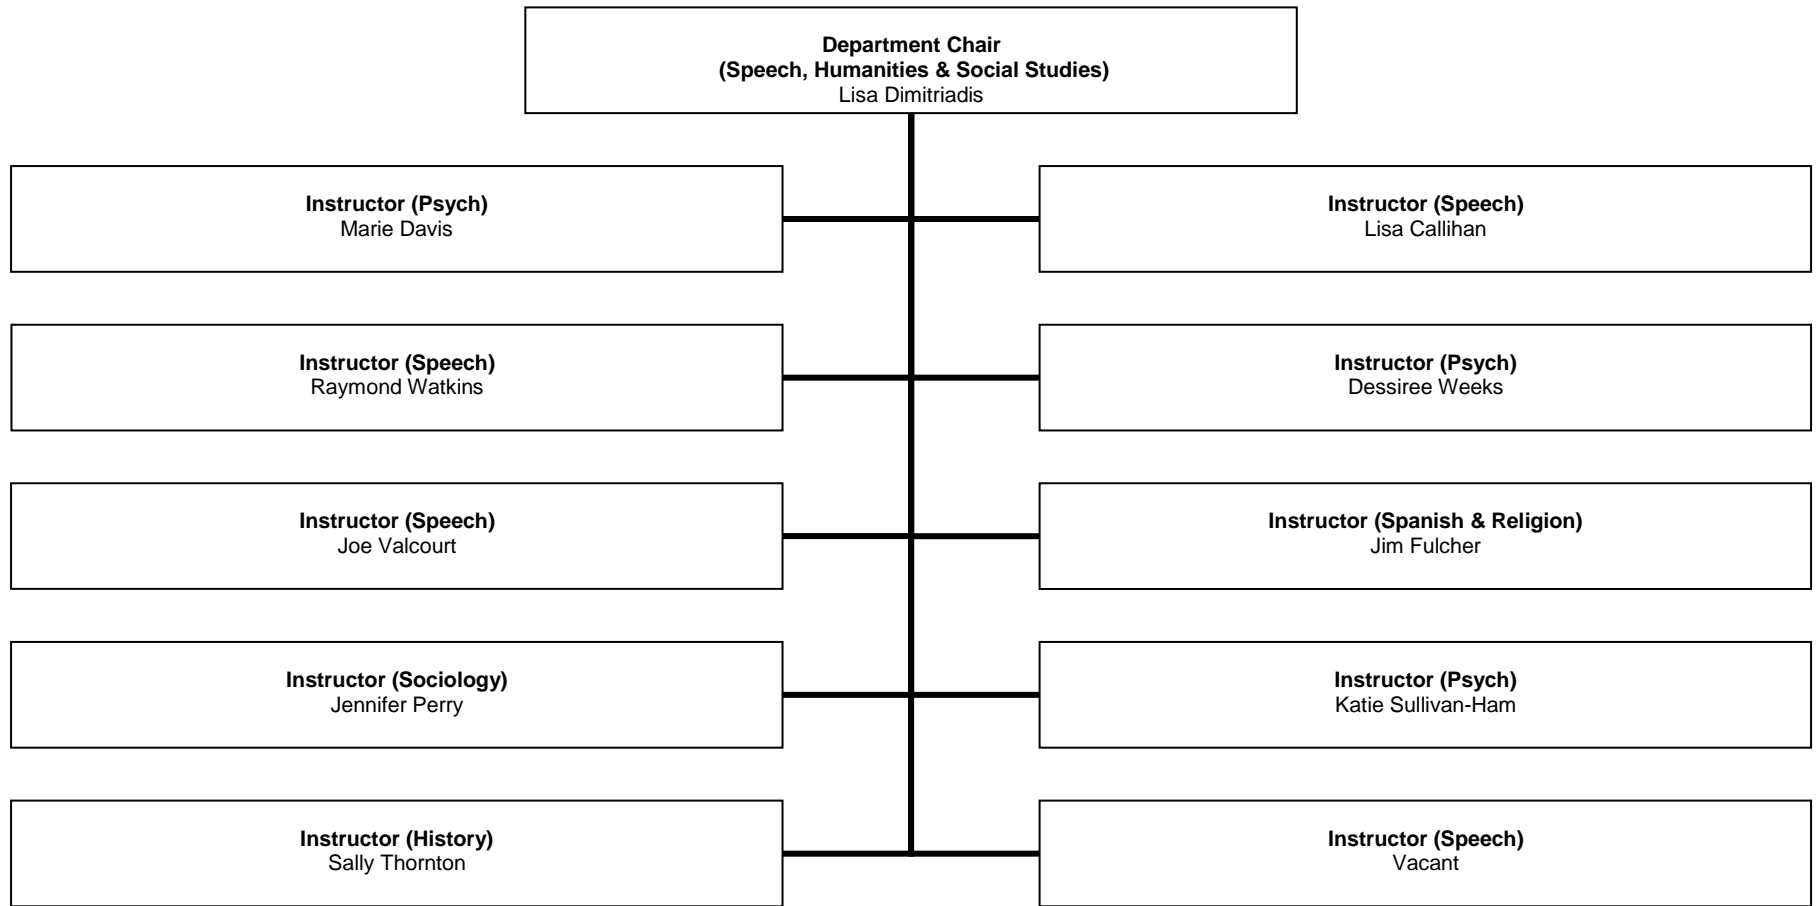 Department Chair
(Speech, Humanities & Social Studies)
Lisa Dimitriadis
Instructor (Psych)
Marie Davis
Instructor (Speech)
Lisa Callihan
Instructor (Speech)
Raymond Watkins
Instructor (Psych)
Dessiree Weeks
Instructor (Speech)
Joe Valcourt
Instructor (Spanish & Religion)
Jim Fulcher
Instructor (Sociology)
Jennifer Perry
Instructor (Psych)
Katie Sullivan-Ham
Instructor (History)
Sally Thornton
Instructor (Speech)
Vacant